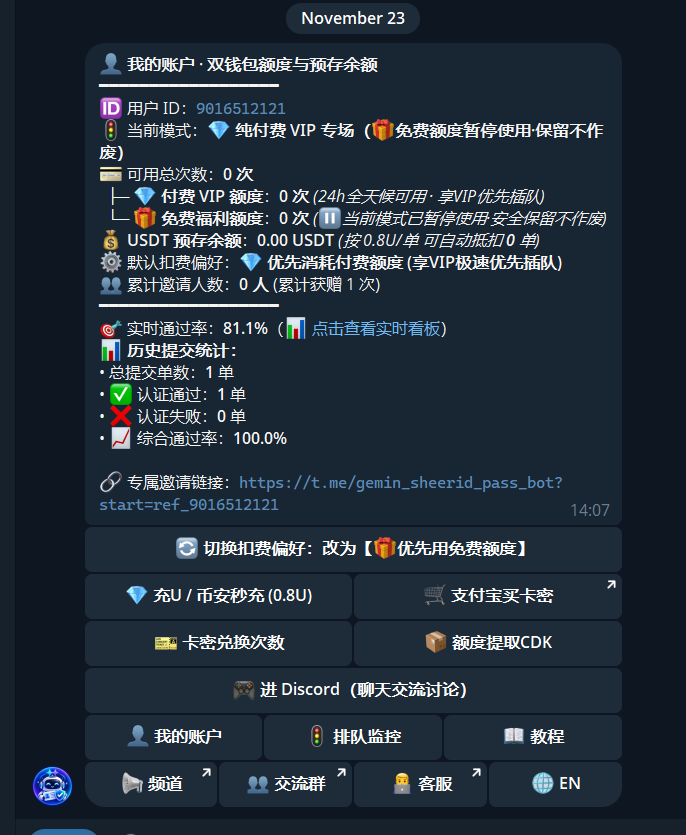 November 23
👤 我的账户 · 双钱包额度与预存余额
━━━━━━━━━━━━━━━━━━
🆔 用户 ID：9016512121
🚦 当前模式：💎 纯付费 VIP 专场（🎁免费额度暂停使用·保留不作
废）
💳 可用总次数：0 次
├─ 💎 付费 VIP 额度：0 次 (24h全天候可用 · 享VIP优先插队)
└─ 🎁 免费福利额度：0 次 (⏸️当前模式已暂停使用·安全保留不作废)
💰 USDT 预存余额：0.00 USDT (按 0.8U/单 可自动抵扣 0 单)
⚙️ 默认扣费偏好：💎 优先消耗付费额度 (享VIP极速优先插队)
👥 累计邀请人数：0 人 (累计获赠 1 次)
━━━━━━━━━━━━━━━━━━
🎯 实时通过率：81.1%（📊 点击查看实时看板）
📊 历史提交统计：
• 总提交单数：1 单
• ✅ 认证通过：1 单
• ❌ 认证失败：0 单
• 📈 综合通过率：100.0%
🔗 专属邀请链接：https://t.me/gemin_sheerid_pass_bot?
start=ref_9016512121
14:07
🔄 切换扣费偏好：改为【🎁优先用免费额度】
💎 充U / 币安秒充 (0.8U)
🛒 支付宝买卡密
🎫 卡密兑换次数
📦 额度提取CDK
🎮 进 Discord（聊天交流讨论）
👤 我的账户
🚦 排队监控
📖 教程
📢 频道
👥 交流群
👨‍💼 客服
🌐 EN